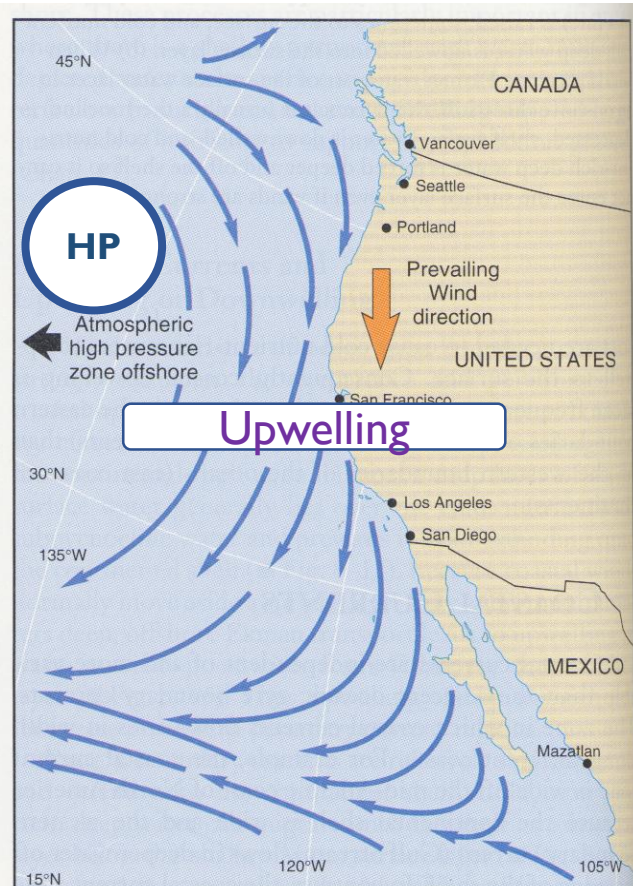 45°N
CANADA
Vancouver
Seattle
Portland
HP
Prevailing
Wind
direction
Atmospheric
high pressure
zone offshore
UNITED STATES
San Francisco
Upwelling
30°N
Los Angeles
San Diego
135°W
MEXICO
Mazatlan
120°W
105°W
15°N